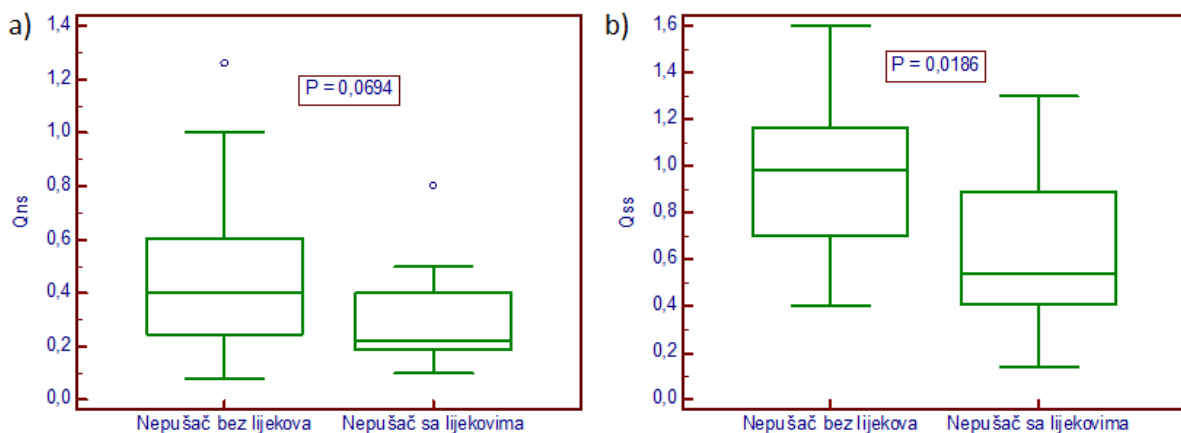 a)
1,4
1,2
1,0
0,8
0,6
0,4
0,2
0,0
Qns
P = 0,0694
Nepušač bez lijekova
Nepušač sa lijekovima
b)
1,6
1,4
1,2
1,0
0,8
0,6
0,4
0,2
0,0
Qss
P = 0,0186
Nepušač bez lijekova
Nepušač sa lijekovima